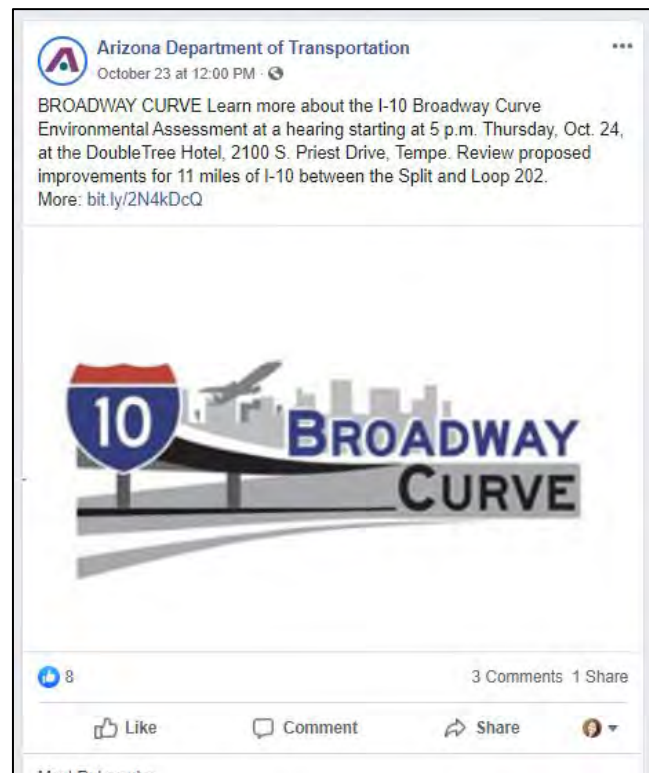 Arizona Department of Transportation
October 23 at 12:00 PM ·
BROADWAY CURVE Learn more about the I-10 Broadway Curve
Environmental Assessment at a hearing starting at 5 p.m. Thursday, Oct. 24,
at the DoubleTree Hotel, 2100 S. Priest Drive, Tempe. Review proposed
improvements for 11 miles of I-10 between the Split and Loop 202.
More: bit.ly/2N4kDcQ
10
BROADWAY
CURVE
8
3 Comments 1 Share
Like Comment Share